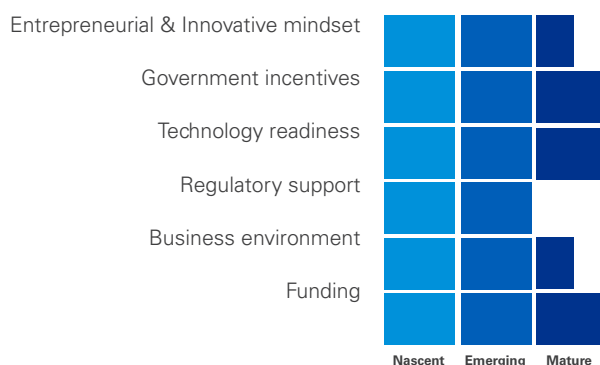 Entrepreneurial & Innovative mindset
Government incentives
Technology readiness
Regulatory support
Business environment
Funding
Nascent Emerging Mature